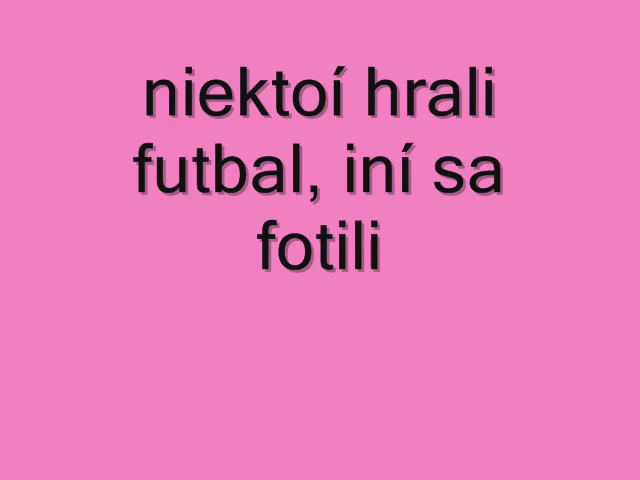 niektoí hrali
futbal, iní sa
fotili